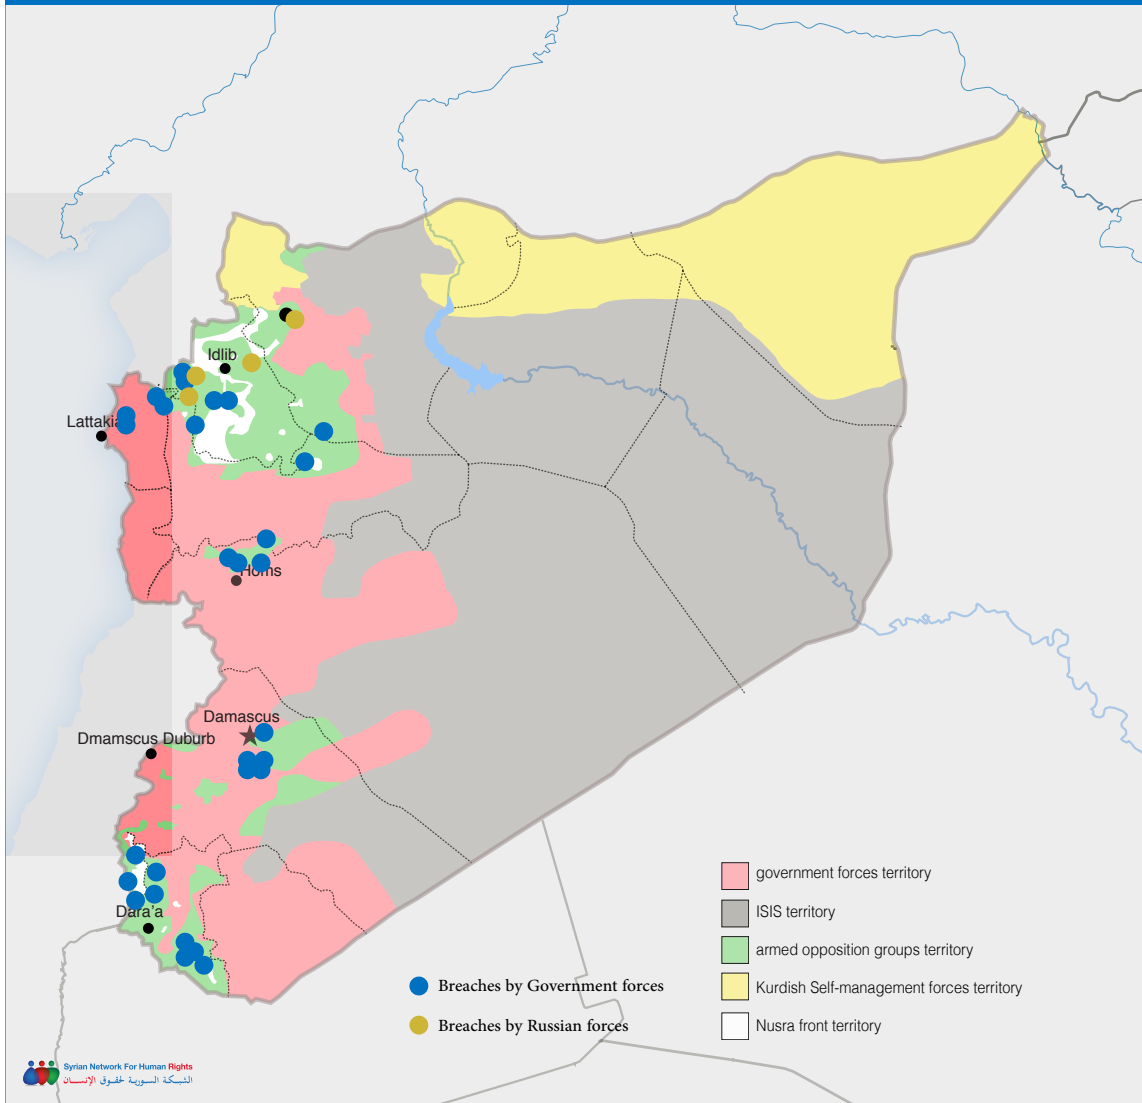 Idlib
Lattakia
Homs
Damascus
Dmamscus Duburb
Dara'a
government forces territory
ISIS territory
armed opposition groups territory
Kurdish Self-management forces territory
Nusra front territory
Breaches by Government forces
Breaches by Russian forces
Syrian Network For Human Rights
الشبكة السورية لحقوق الإنسان